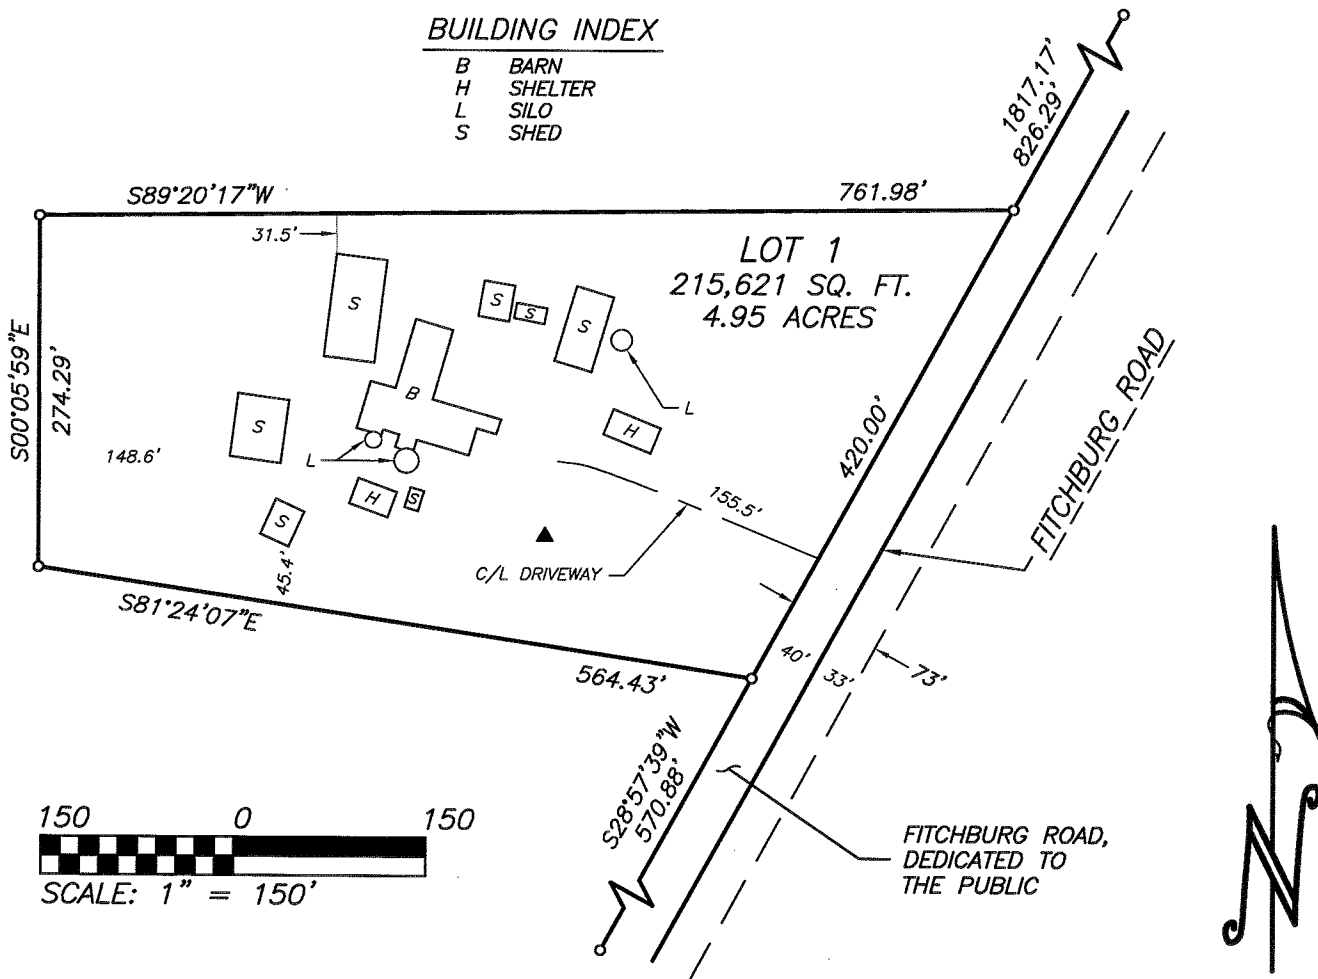 BUILDING INDEX
B BARN
H SHELTER
L SILO
S SHED
1817.17'
826.29'
S89°20'17"W
761.98'
31.5'
LOT 1
215,621 SQ. FT.
4.95 ACRES
S
S
S
S
L
S00°05'59"E
274.29'
B
S
H
148.6'
L
420.00'
FITCHBURG ROAD
H
S
S
155.5'
45.4'
C/L DRIVEWAY
S81°24'07"E
564.43'
40'
33'
73'
S28°57'39"W
570.88'
150 0 150
SCALE: 1" = 150'
FITCHBURG ROAD,
DEDICATED TO
THE PUBLIC
N